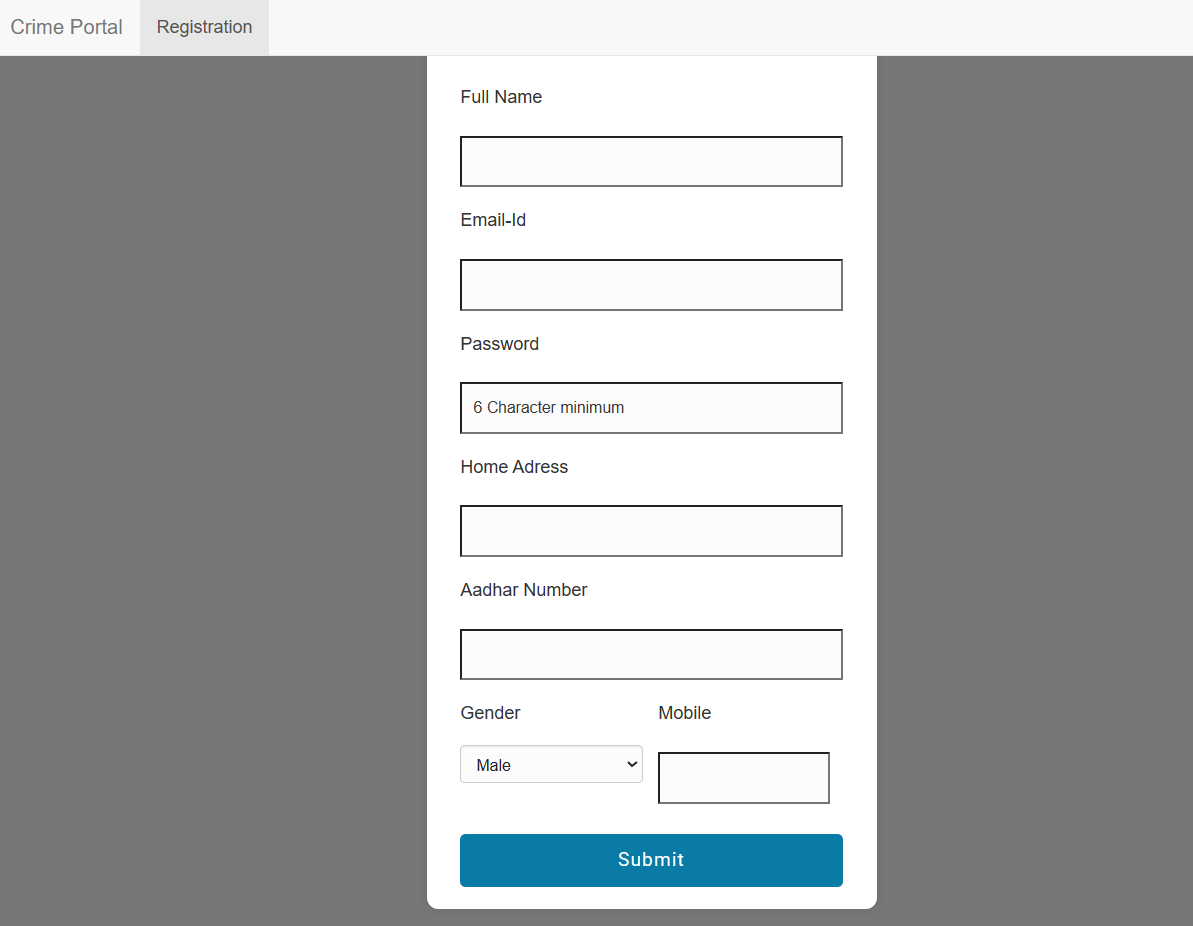 Crime Portal Registration
Full Name
Email-Id
Password
6 Character minimum
Home Adress
Aadhar Number
Gender Mobile
Male
Submit